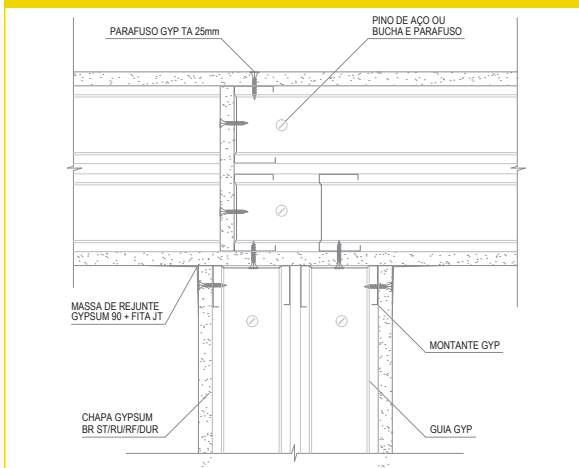 PARAFUSO GYP TA 25mm
PINO DE AÇO OU
BUCHA E PARAFUSO
MASSA DE REJUNTE
GYPSUM 90 + FITA JT
MONTANTE GYP
CHAPA GYPSUM
BR ST/RU/RF/DUR
GUIA GYP